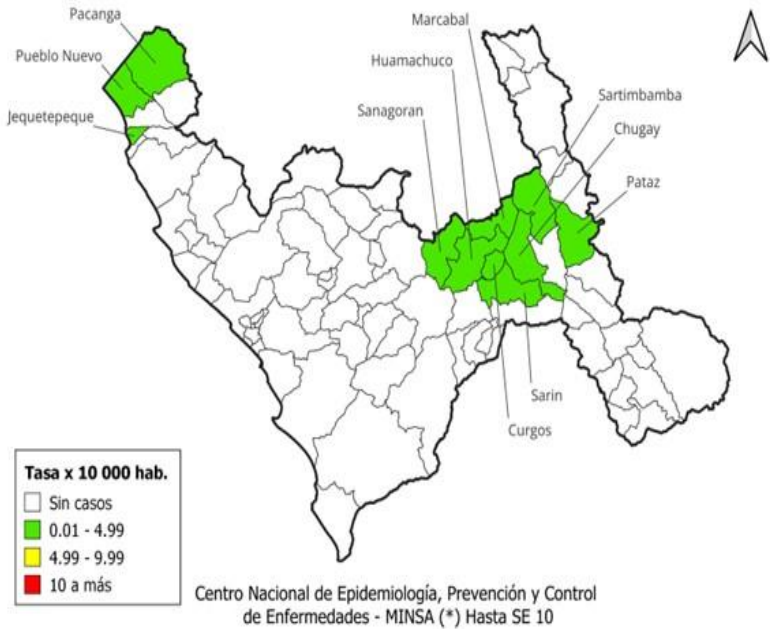 Pacanga
Pueblo Nuevo
Jequetepeque
Marcabal
Huamachuco
Sanagoran
Sartimbamba
Chugay
Pataz
Sarin
Curgos
Tasa x 10 000 hab.
Sin casos
0.01 - 4.99
4.99 - 9.99
10 a más
Centro Nacional de Epidemiología, Prevención y Control
de Enfermedades - MINSA (*) Hasta SE 10